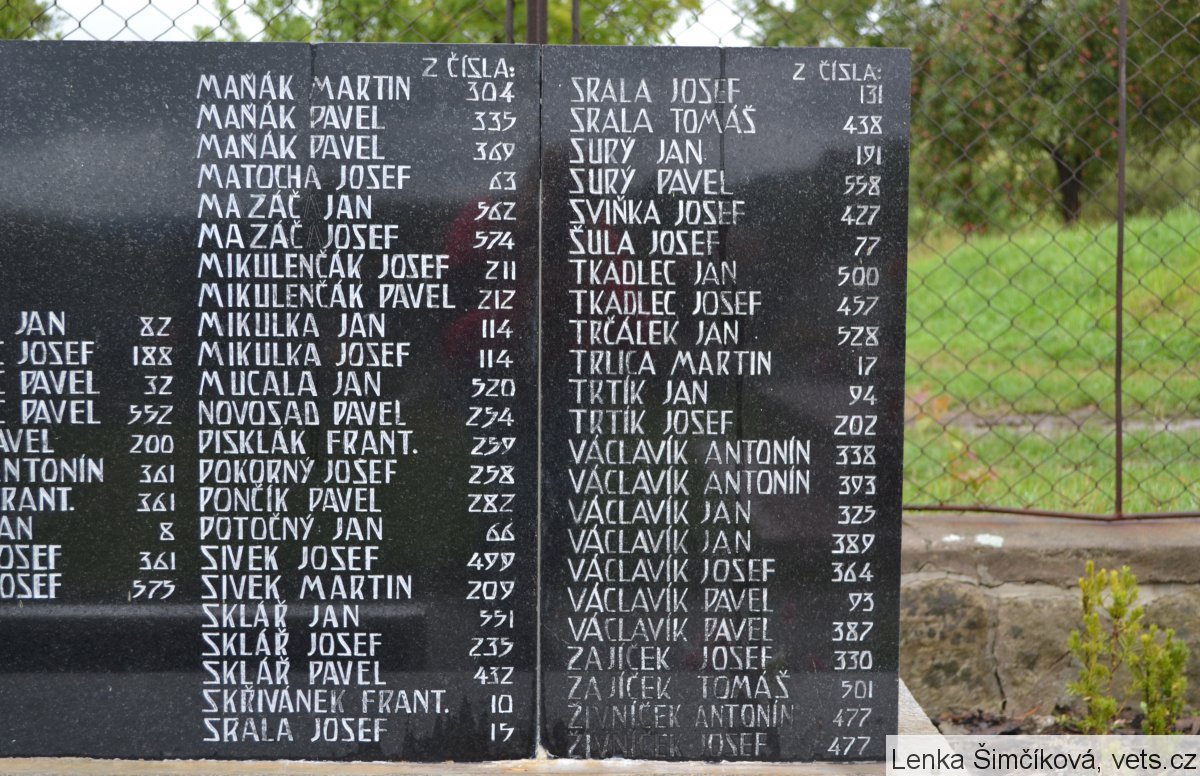 JAN 82
JOSEF 188
PAVEL 32
PAVEL 552
PAVEL 200
ANTONÍN 361
FRANT. 361
JAN 8
JOSEF 361
JOSEF 575
Z ČÍSLA:
MAŇÁK MARTIN 304
MAŇÁK PAVEL 335
MAŇÁK PAVEL 369
MATOCHA JOSEF 63
MAZÁČ JAN 562
MAZÁČ JOSEF 574
MIKULENČÁK JOSEF 211
MIKULENČÁK PAVEL 212
MIKULKA JAN 114
MIKULKA JOSEF 114
MUCALA JAN 520
NOVOSAD PAVEL 254
PISKLÁK FRANT. 259
POKORNÝ JOSEF 258
PONČÍK PAVEL 282
POTOČNÝ JAN 66
SIVEK JOSEF 499
SIVEK MARTIN 209
SKLÁŘ JAN 551
SKLÁŘ JOSEF 235
SKLÁŘ PAVEL 432
SKŘIVÁNEK FRANT. 10
SRALA JOSEF 15
Z ČÍSLA:
SRALA JOSEF 131
SRALA TOMÁŠ 438
SURÝ JAN 191
SURÝ PAVEL 558
SVIŇKA JOSEF 427
ŠULA JOSEF 77
TKADLEC JAN 500
TKADLEC JOSEF 457
TRČÁLEK JAN 528
TRLICA MARTIN 17
TRTÍK JAN 94
TRTÍK JOSEF 202
VÁCLAVÍK ANTONÍN 338
VÁCLAVÍK ANTONÍN 393
VÁCLAVÍK JAN 325
VÁCLAVÍK JAN 389
VÁCLAVÍK JOSEF 364
VÁCLAVÍK PAVEL 93
VÁCLAVÍK PAVEL 387
ZAJÍČEK JOSEF 330
ZAJÍČEK TOMÁŠ 501
ŽIVNÍČEK ANTONÍN 477
ŽIVNÍČEK JOSEF 477
Lenka Šimčíková, vets.cz